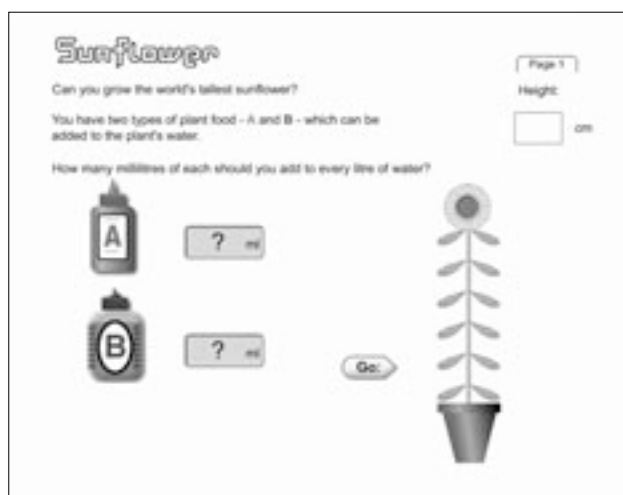 Sunflower
Page 1
Can you grow the world's tallest sunflower?
Height:
You have two types of plant food - A and B - which can be
added to the plant's water.
cm
How many millilitres of each should you add to every litre of water?
A
? ml
B
? ml
Go: